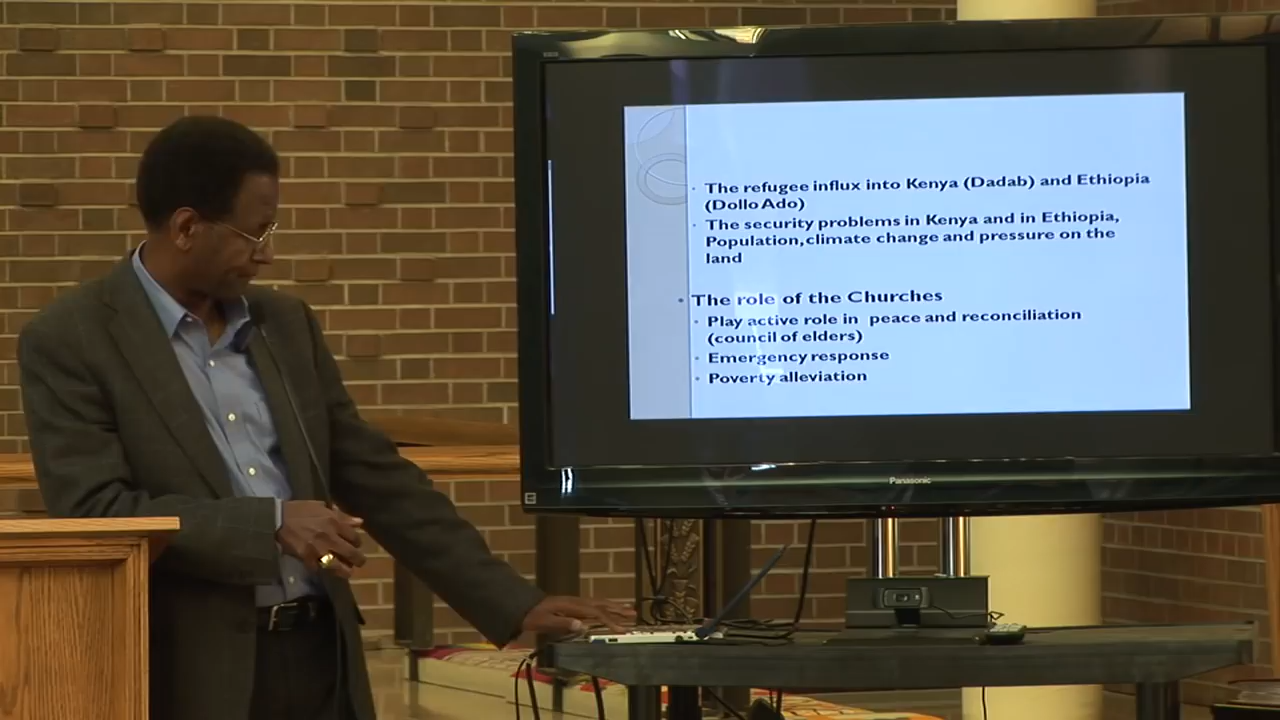 The refugee influx into Kenya (Dadab) and Ethiopia
(Dollo Ado)
The security problems in Kenya and in Ethiopia,
Population, climate change and pressure on the
land
The role of the Churches
Play active role in peace and reconciliation
(council of elders)
Emergency response
Poverty alleviation
Panasonic